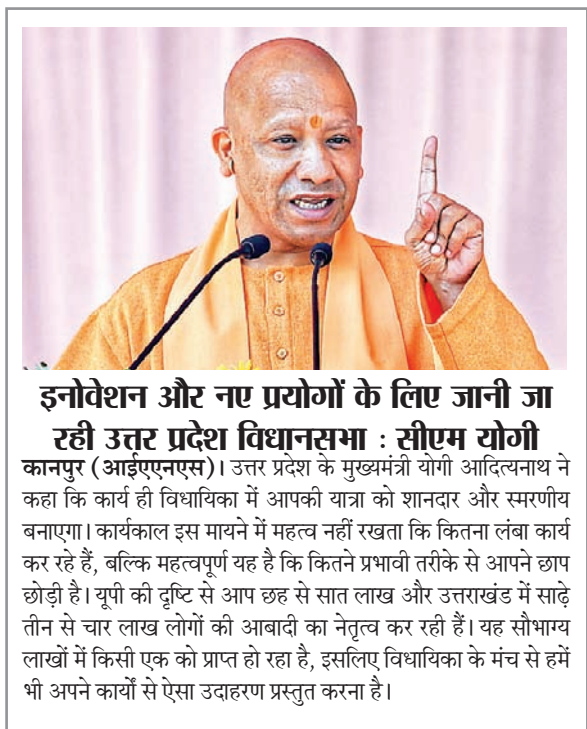 इनोवेशन और नए प्रयोगों के लिए जानी जा
रही उत्तर प्रदेश विधानसभा : सीएम योगी
कानपुर (आईएएनएस)। उत्तर प्रदेश के मुख्यमंत्री योगी आदित्यनाथ ने
कहा कि कार्य ही विधायिका में आपकी यात्रा को शानदार और स्मरणीय
बनाएगा। कार्यकाल इस मायने में महत्व नहीं रखता कि कितना लंबा कार्य
कर रहे हैं, बल्कि महत्वपूर्ण यह है कि कितने प्रभावी तरीके से आपने छाप
छोड़ी है। यूपी की दृष्टि से आप छह से सात लाख और उत्तराखंड में साढ़े
तीन से चार लाख लोगों की आबादी का नेतृत्व कर रही हैं। यह सौभाग्य
लाखों में किसी एक को प्राप्त हो रहा है, इसलिए विधायिका के मंच से हमें
भी अपने कार्यों से ऐसा उदाहरण प्रस्तुत करना है।